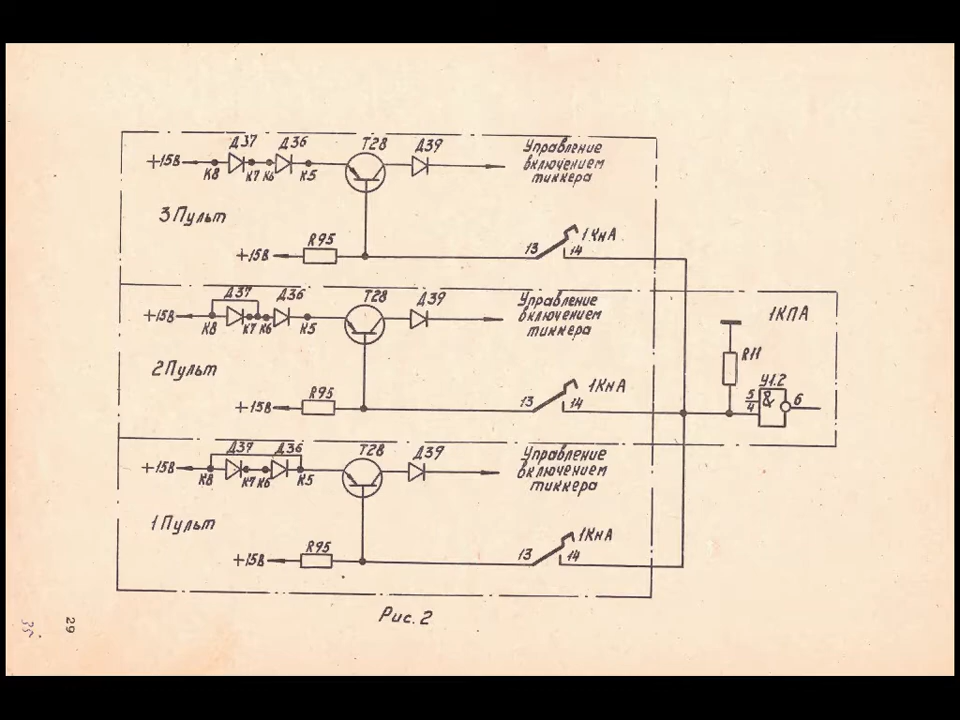 Д37 Д36 Т28 Д39 Управление
включением
тиккера
+15В К8 К7 К6 К5
3 Пульт
R95 1 КнА
+15В 13 14
Д37 Д36 Т28 Д39 Управление
включением
тиккера
+15В К8 К7 К6 К5
1КПА
R11
2 Пульт
У1.2
R95 1КнА
5 & 6
4
+15В 13 14
Д39 Д36 Т28 Д39 Управление
включением
тиккера
+15В К8 К7 К6 К5
1 Пульт
R95 1КнА
+15В 13 14
Рис. 2
29